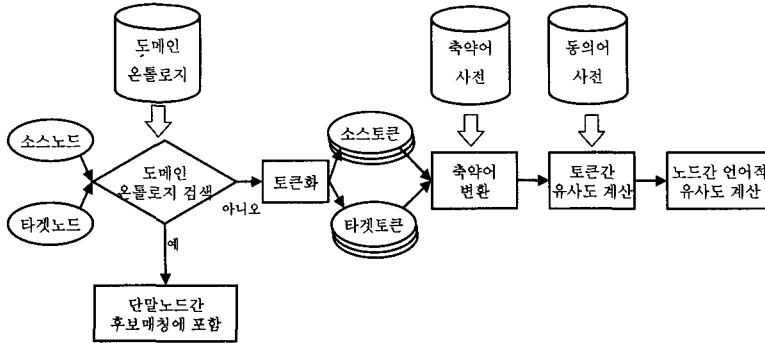 도메인
온톨로지
축약어
사전
동의어
사전
소스노드
타겟노드
도메인
온톨로지 검색
아니오
예
토큰화
소스토큰
타겟토큰
축약어
변환
토큰간
유사도 계산
노드간 언어적
유사도 계산
단말노드간
후보매칭에 포함